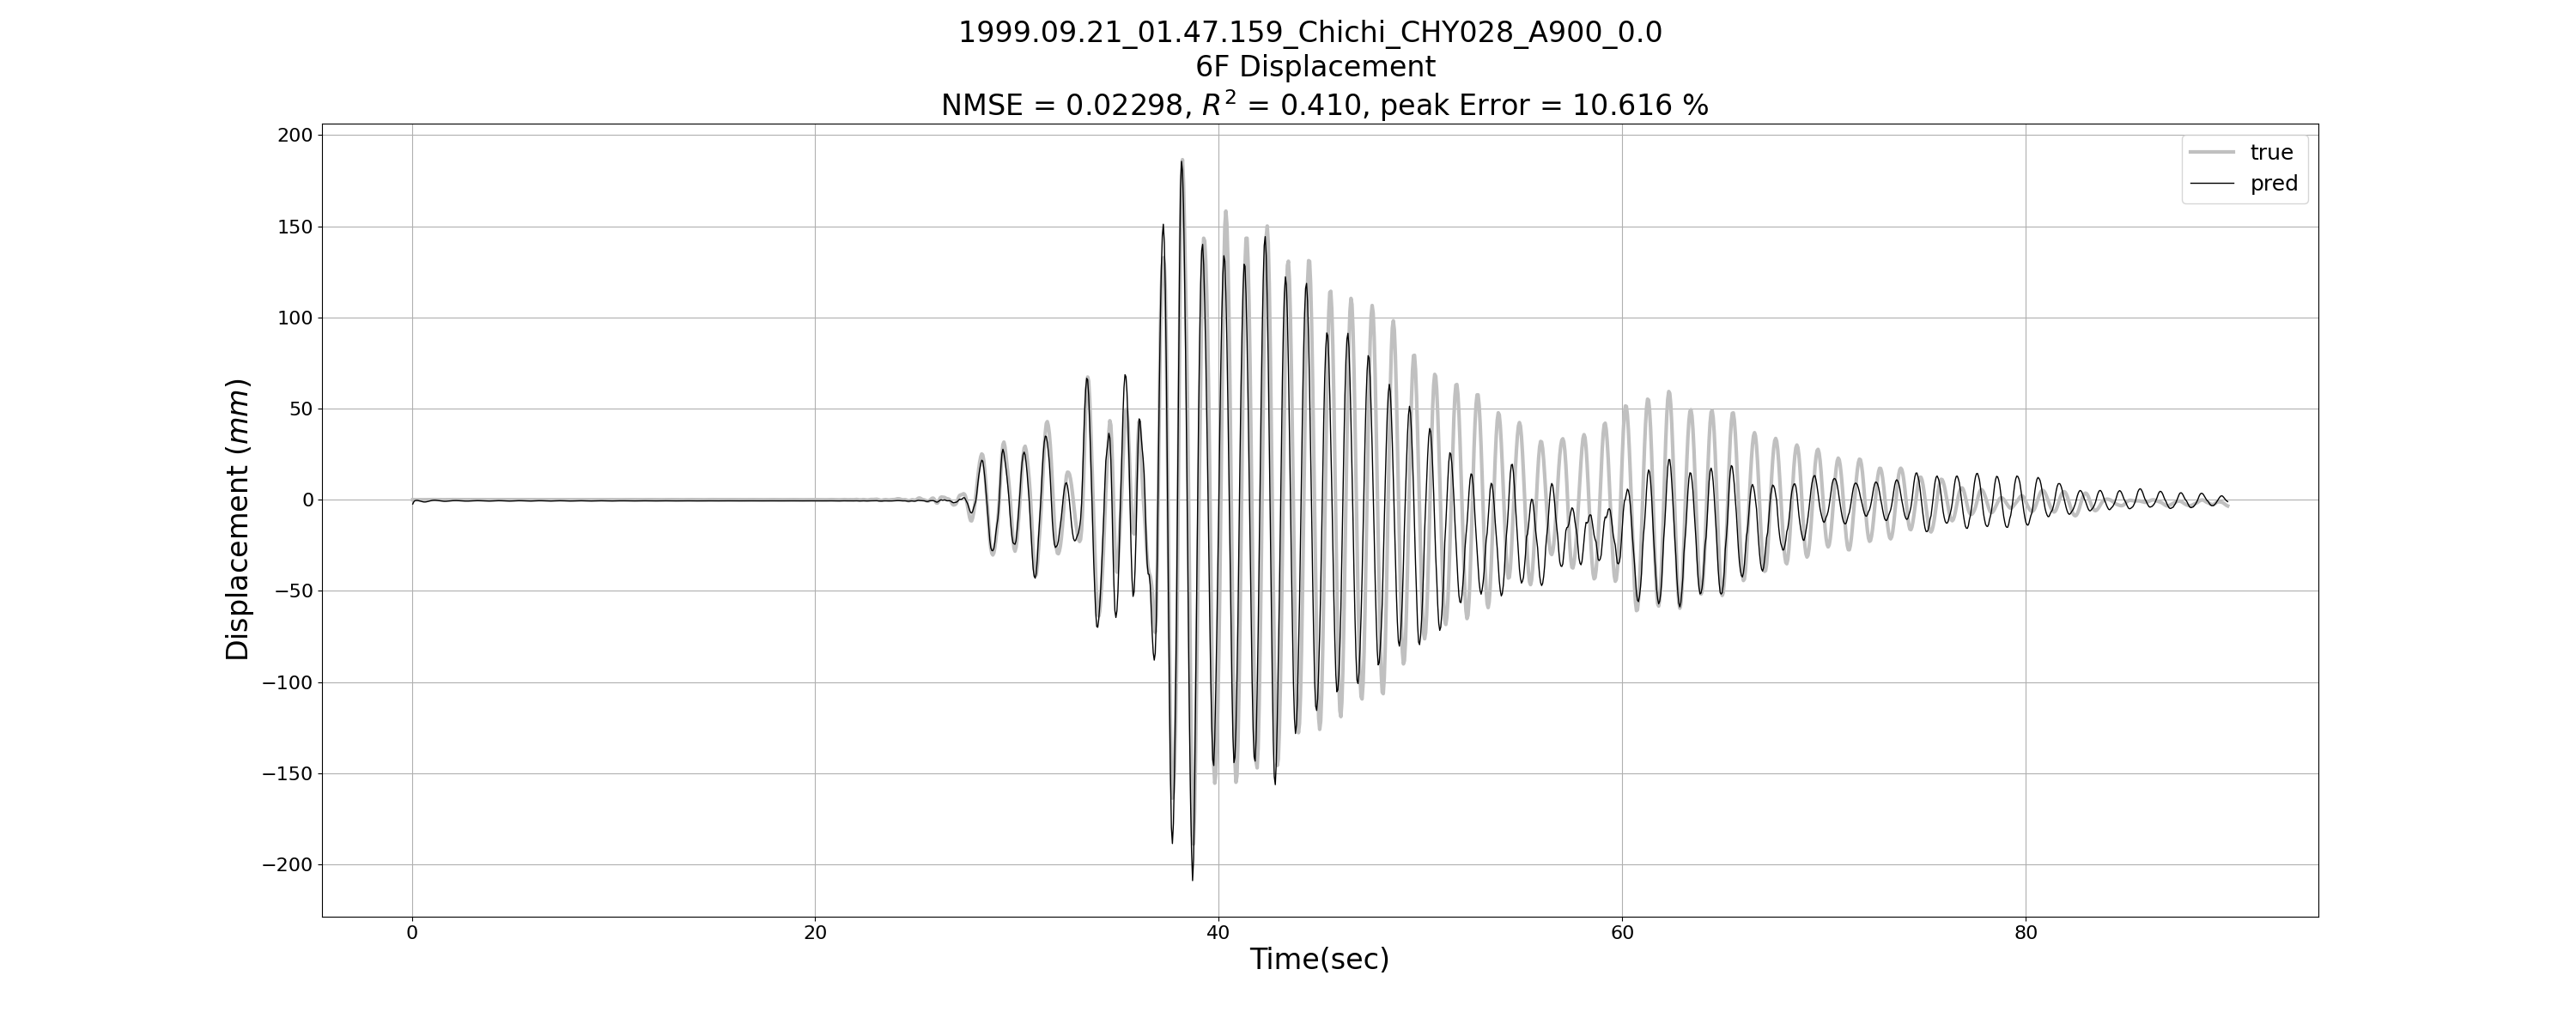 1999.09.21_01.47.159_Chichi_CHY028_A900_0.0
6F Displacement
NMSE = 0.02298, R² = 0.410, peak Error = 10.616 %
true
pred
200
150
100
50
0
−50
−100
−150
−200
Displacement (mm)
0
20
40
60
80
Time(sec)